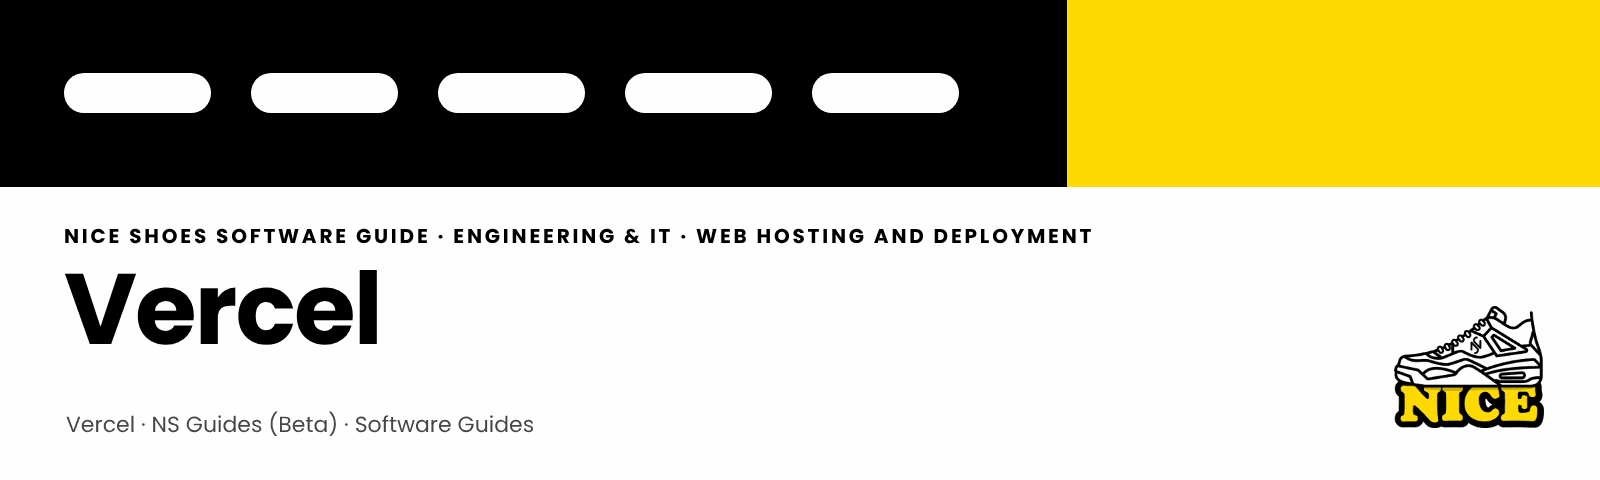 NICE SHOES SOFTWARE GUIDE · ENGINEERING & IT · WEB HOSTING AND DEPLOYMENT
Vercel
Vercel · NS Guides (Beta) · Software Guides
NICE